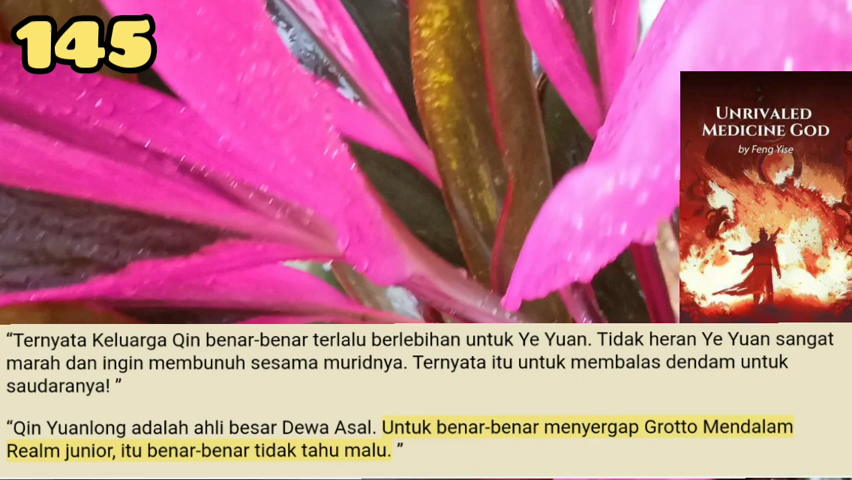 145
UNRIVALED
MEDICINE GOD
by Feng Yise
“Ternyata Keluarga Qin benar-benar terlalu berlebihan untuk Ye Yuan. Tidak heran Ye Yuan sangat
marah dan ingin membunuh sesama muridnya. Ternyata itu untuk membalas dendam untuk
saudaranya! ”
“Qin Yuanlong adalah ahli besar Dewa Asal. Untuk benar-benar menyergap Grotto Mendalam
Realm junior, itu benar-benar tidak tahu malu. ”